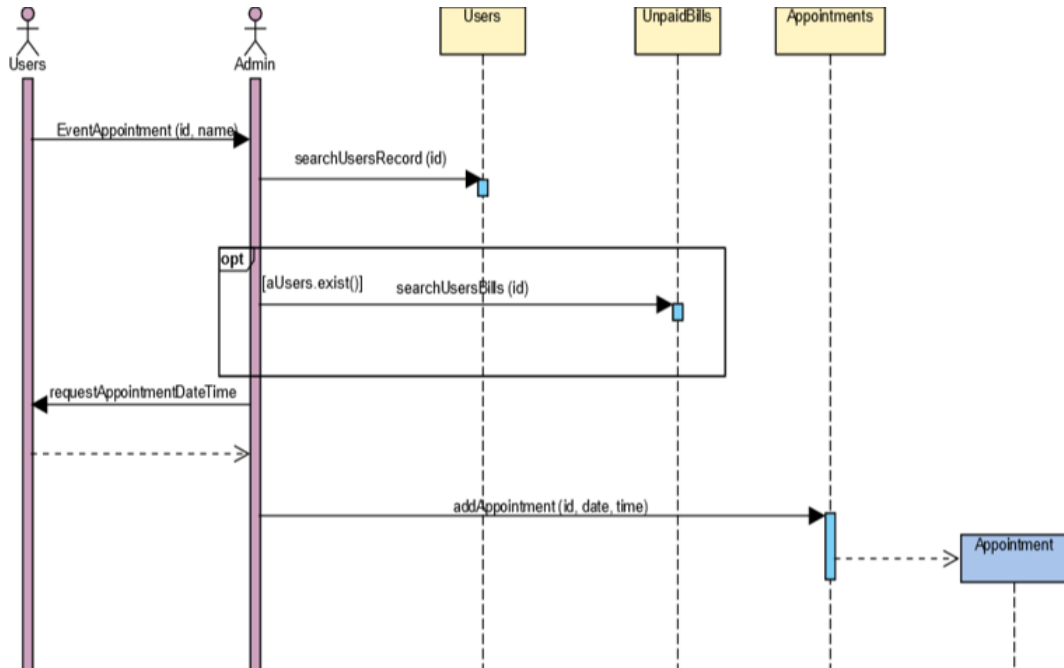 Users
Admin
Users
UnpaidBills
Appointments
EventAppointment (id, name)
searchUsersRecord (id)
opt
[aUsers.exist()]
searchUsersBills (id)
requestAppointmentDateTime
addAppointment (id, date, time)
Appointment